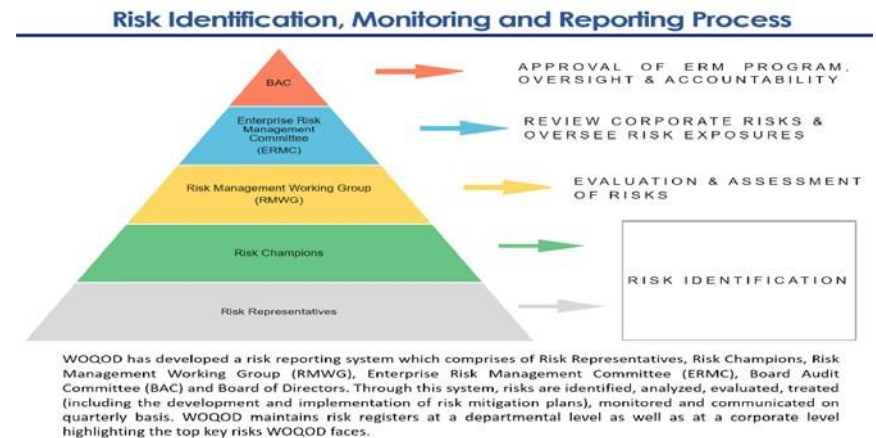 Risk Identification, Monitoring and Reporting Process
BAC
APPROVAL OF ERM PROGRAM,
OVERSIGHT & ACCOUNTABILITY
Enterprise Risk
Management
Committee
(ERMC)
REVIEW CORPORATE RISKS &
OVERSEE RISK EXPOSURES
Risk Management Working Group
(RMWG)
EVALUATION & ASSESSMENT
OF RISKS
Risk Champions
RISK IDENTIFICATION
Risk Representatives
WOQOD has developed a risk reporting system which comprises of Risk Representatives, Risk Champions, Risk
Management Working Group (RMWG), Enterprise Risk Management Committee (ERMC), Board Audit
Committee (BAC) and Board of Directors. Through this system, risks are identified, analyzed, evaluated, treated
(including the development and implementation of risk mitigation plans), monitored and communicated on
quarterly basis. WOQOD maintains risk registers at a departmental level as well as at a corporate level
highlighting the top key risks WOQOD faces.